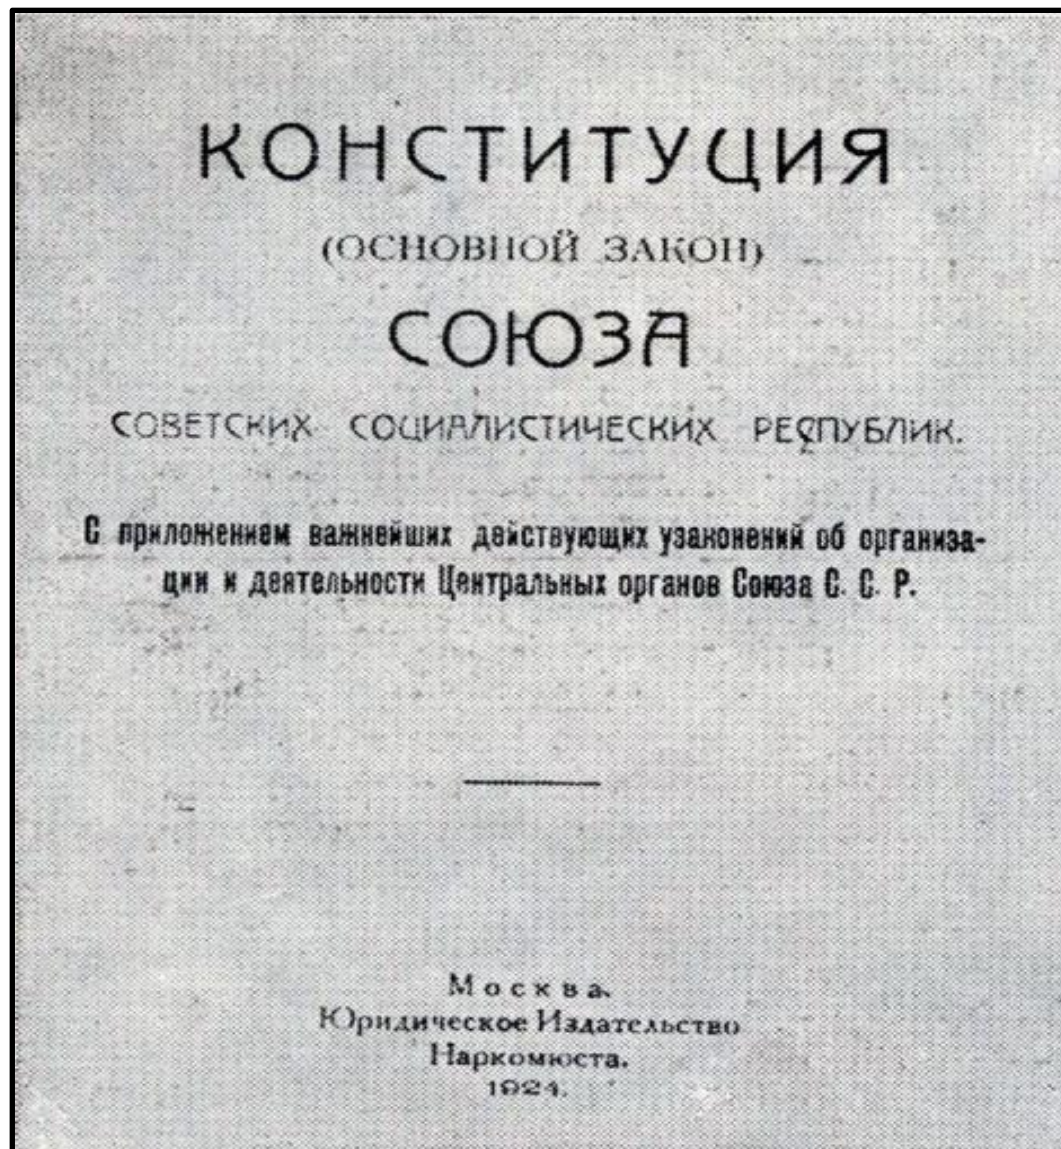 КОНСТИТУЦИЯ
(ОСНОВНОЙ ЗАКОН)
СОЮЗА
СОВЕТСКИХ СОЦИАЛИСТИЧЕСКИХ РЕСПУБЛИК.
С приложением важнейших действующих узаконений об организа-
ции и деятельности Центральных органов Союза С. С. Р.
Москва.
Юридическое Издательство
Наркомюста.
1924.